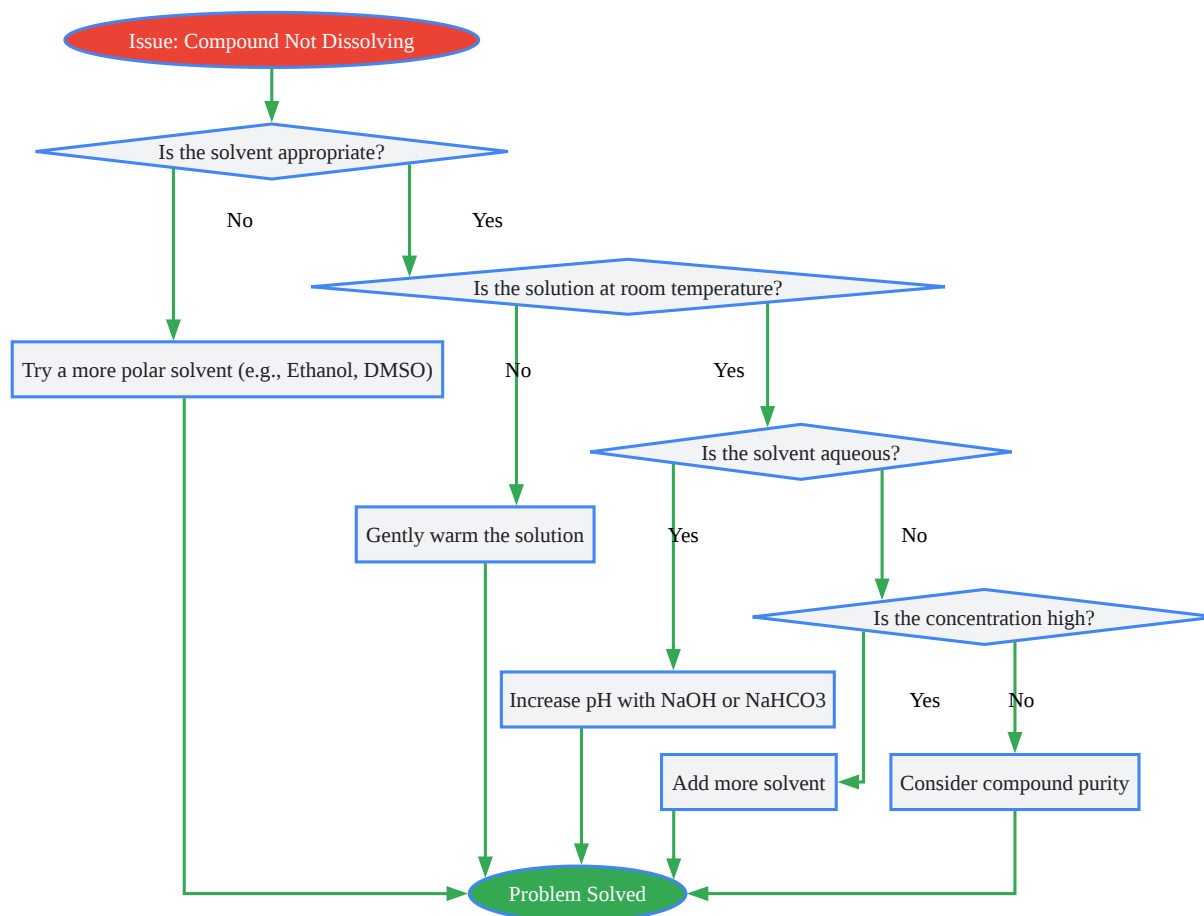 Issue: Compound Not Dissolving
Is the solvent appropriate?
No
Yes
Is the solution at room temperature?
Try a more polar solvent (e.g., Ethanol, DMSO)
No
Yes
Is the solvent aqueous?
Gently warm the solution
Yes
No
Is the concentration high?
Increase pH with NaOH or NaHCO3
Yes
No
Add more solvent
Consider compound purity
Problem Solved